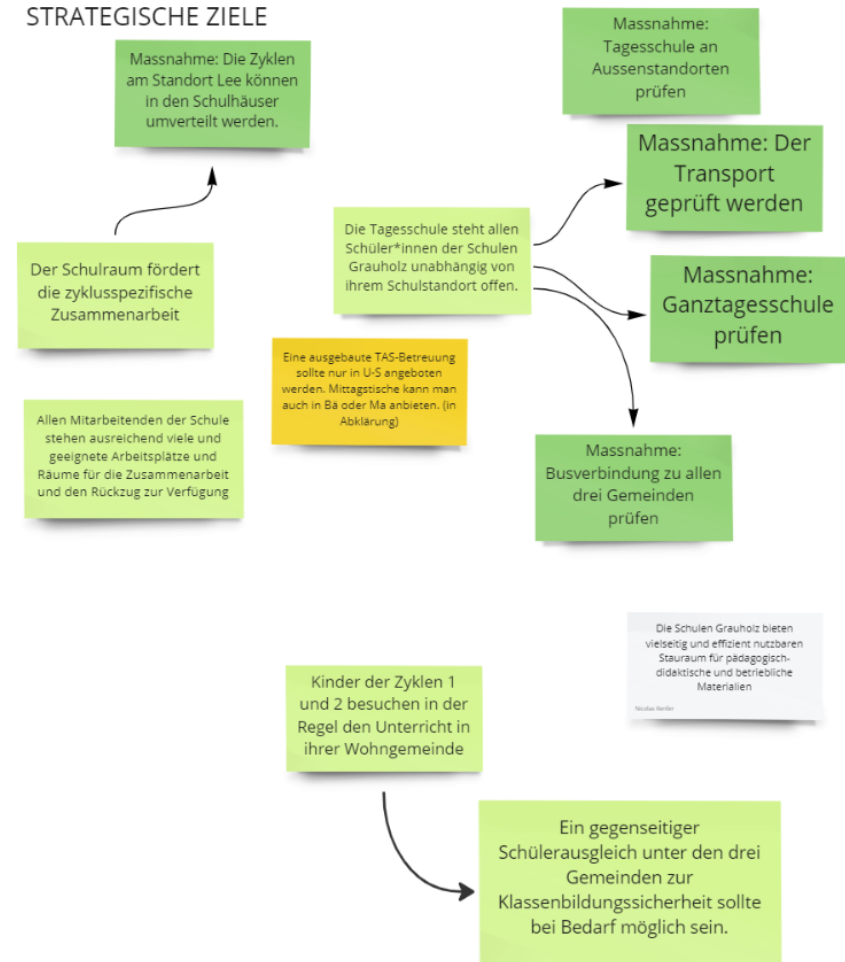 STRATEGISCHE ZIELE
Massnahme: Die Zyklen
am Standort Lee können
in den Schulhäuser
umverteilt werden.
Massnahme:
Tagesschule an
Aussenstandorten
prüfen
Massnahme: Der
Transport
geprüft werden
Die Tagesschule steht allen
Schüler*innen der Schulen
Grauholz unabhängig von
ihrem Schulstandort offen.
Der Schulraum fördert
die zyklusspezifische
Zusammenarbeit
Massnahme:
Ganztagesschule
prüfen
Eine ausgebaute TAS-Betreuung
sollte nur in U-S angeboten
werden. Mittagstische kann man
auch in Bä oder Ma anbieten. (in
Abklärung)
Allen Mitarbeitenden der Schule
stehen ausreichend viele und
geeignete Arbeitsplätze und
Räume für die Zusammenarbeit
und den Rückzug zur Verfügung
Massnahme:
Busverbindung zu allen
drei Gemeinden
prüfen
Die Schulen Grauholz bieten
vielseitig und effizient nutzbaren
Stauraum für pädagogisch-
didaktische und betriebliche
Materialien
Nicolas
Kinder der Zyklen 1
und 2 besuchen in der
Regel den Unterricht in
ihrer Wohngemeinde
Ein gegenseitiger
Schülerausgleich unter den drei
Gemeinden zur
Klassenbildungssicherheit sollte
bei Bedarf möglich sein.